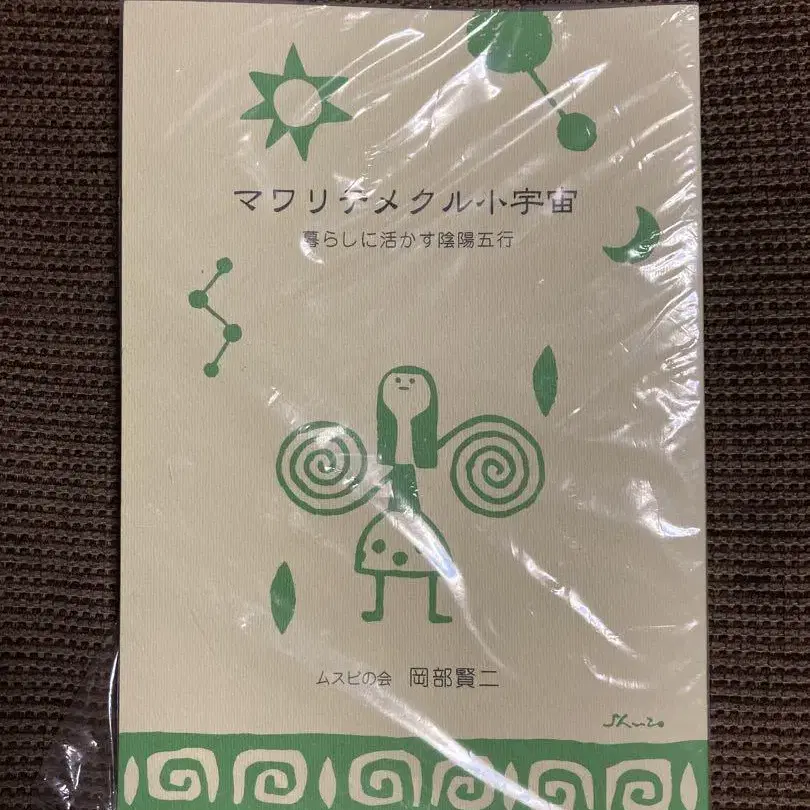 マワリテメクル小宇宙
暮らしに活かす陰陽五行
ムスビの会 岡部賢二
Shuzo